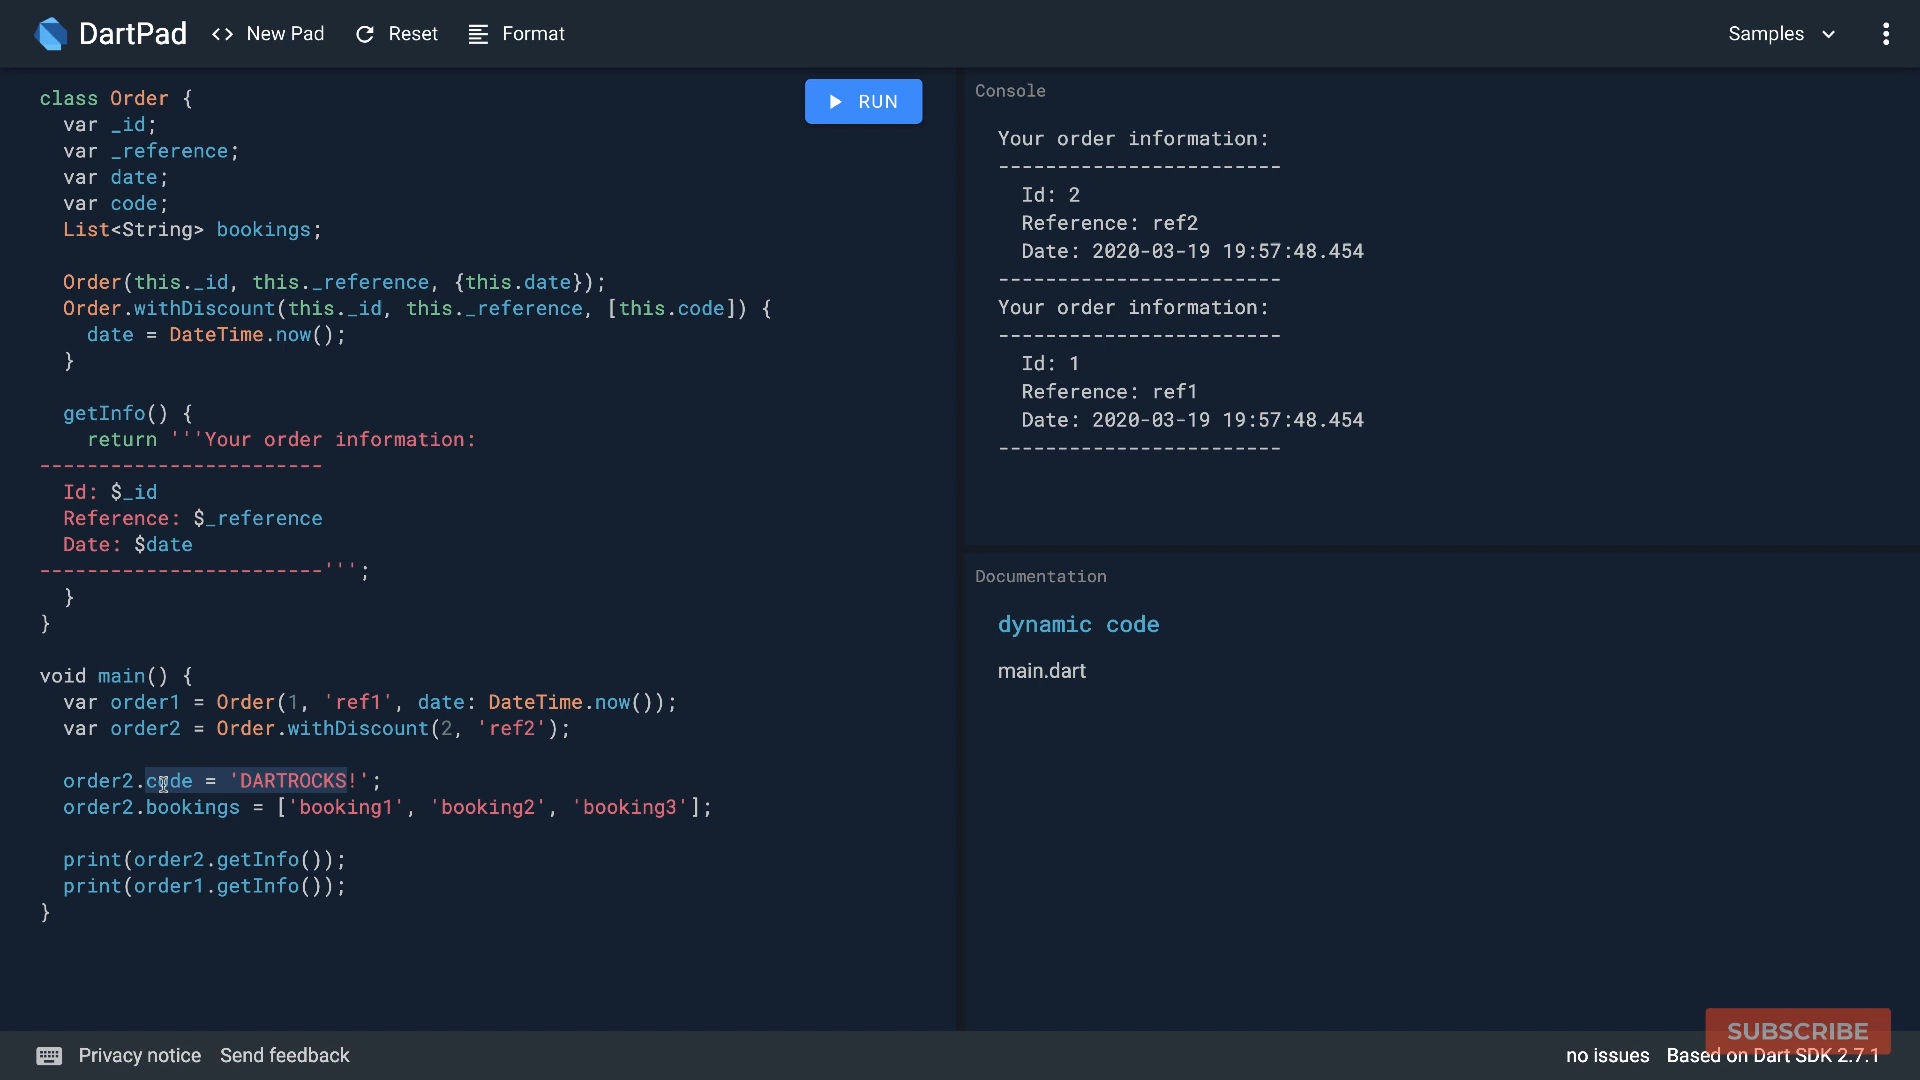 DartPad <> New Pad Reset Format Samples
class Order {
  var _id;
  var _reference;
  var date;
  var code;
  List<String> bookings;
  Order(this._id, this._reference, {this.date});
  Order.withDiscount(this._id, this._reference, [this.code]) {
    date = DateTime.now();
  }
  getInfo() {
    return '''Your order information:
------------------------
  Id: $_id
  Reference: $_reference
  Date: $date
------------------------''';
  }
}
void main() {
  var order1 = Order(1, 'ref1', date: DateTime.now());
  var order2 = Order.withDiscount(2, 'ref2');
  order2.code = 'DARTROCKS!';
  order2.bookings = ['booking1', 'booking2', 'booking3'];
  print(order2.getInfo());
  print(order1.getInfo());
}
RUN
Console
Your order information:
------------------------
  Id: 2
  Reference: ref2
  Date: 2020-03-19 19:57:48.454
------------------------
Your order information:
------------------------
  Id: 1
  Reference: ref1
  Date: 2020-03-19 19:57:48.454
------------------------
Documentation
dynamic code
main.dart
SUBSCRIBE
Privacy notice Send feedback no issues Based on Dart SDK 2.7.1